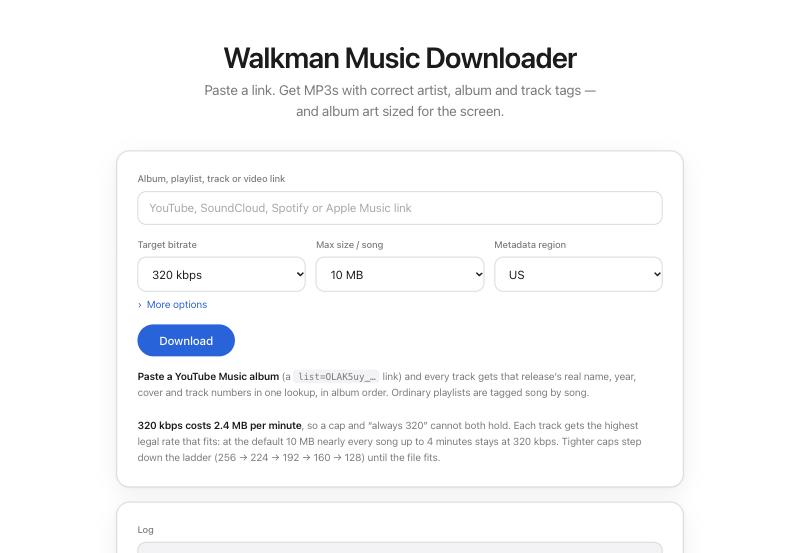 Walkman Music Downloader
Paste a link. Get MP3s with correct artist, album and track tags —
and album art sized for the screen.
Album, playlist, track or video link
YouTube, SoundCloud, Spotify or Apple Music link
Target bitrate
Max size / song
Metadata region
320 kbps
10 MB
US
› More options
Download
Paste a YouTube Music album (a list=OLAK5uy_… link) and every track gets that release's real name, year,
cover and track numbers in one lookup, in album order. Ordinary playlists are tagged song by song.
320 kbps costs 2.4 MB per minute, so a cap and “always 320” cannot both hold. Each track gets the highest
legal rate that fits: at the default 10 MB nearly every song up to 4 minutes stays at 320 kbps. Tighter caps step
down the ladder (256 → 224 → 192 → 160 → 128) until the file fits.
Log